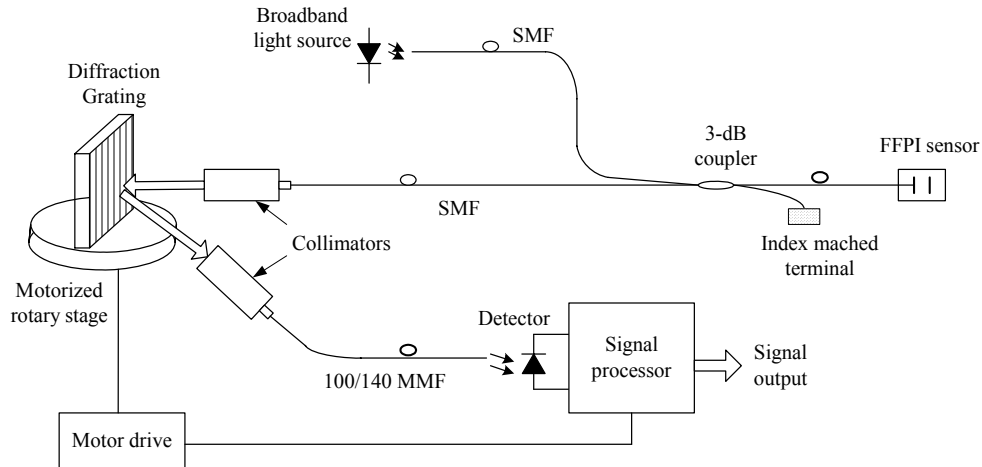 Broadband
light source
SMF
Diffraction
Grating
3-dB
coupler
FFPI sensor
SMF
Collimators
Index mached
terminal
Motorized
rotary stage
Detector
Signal
processor
Signal
output
100/140 MMF
Motor drive